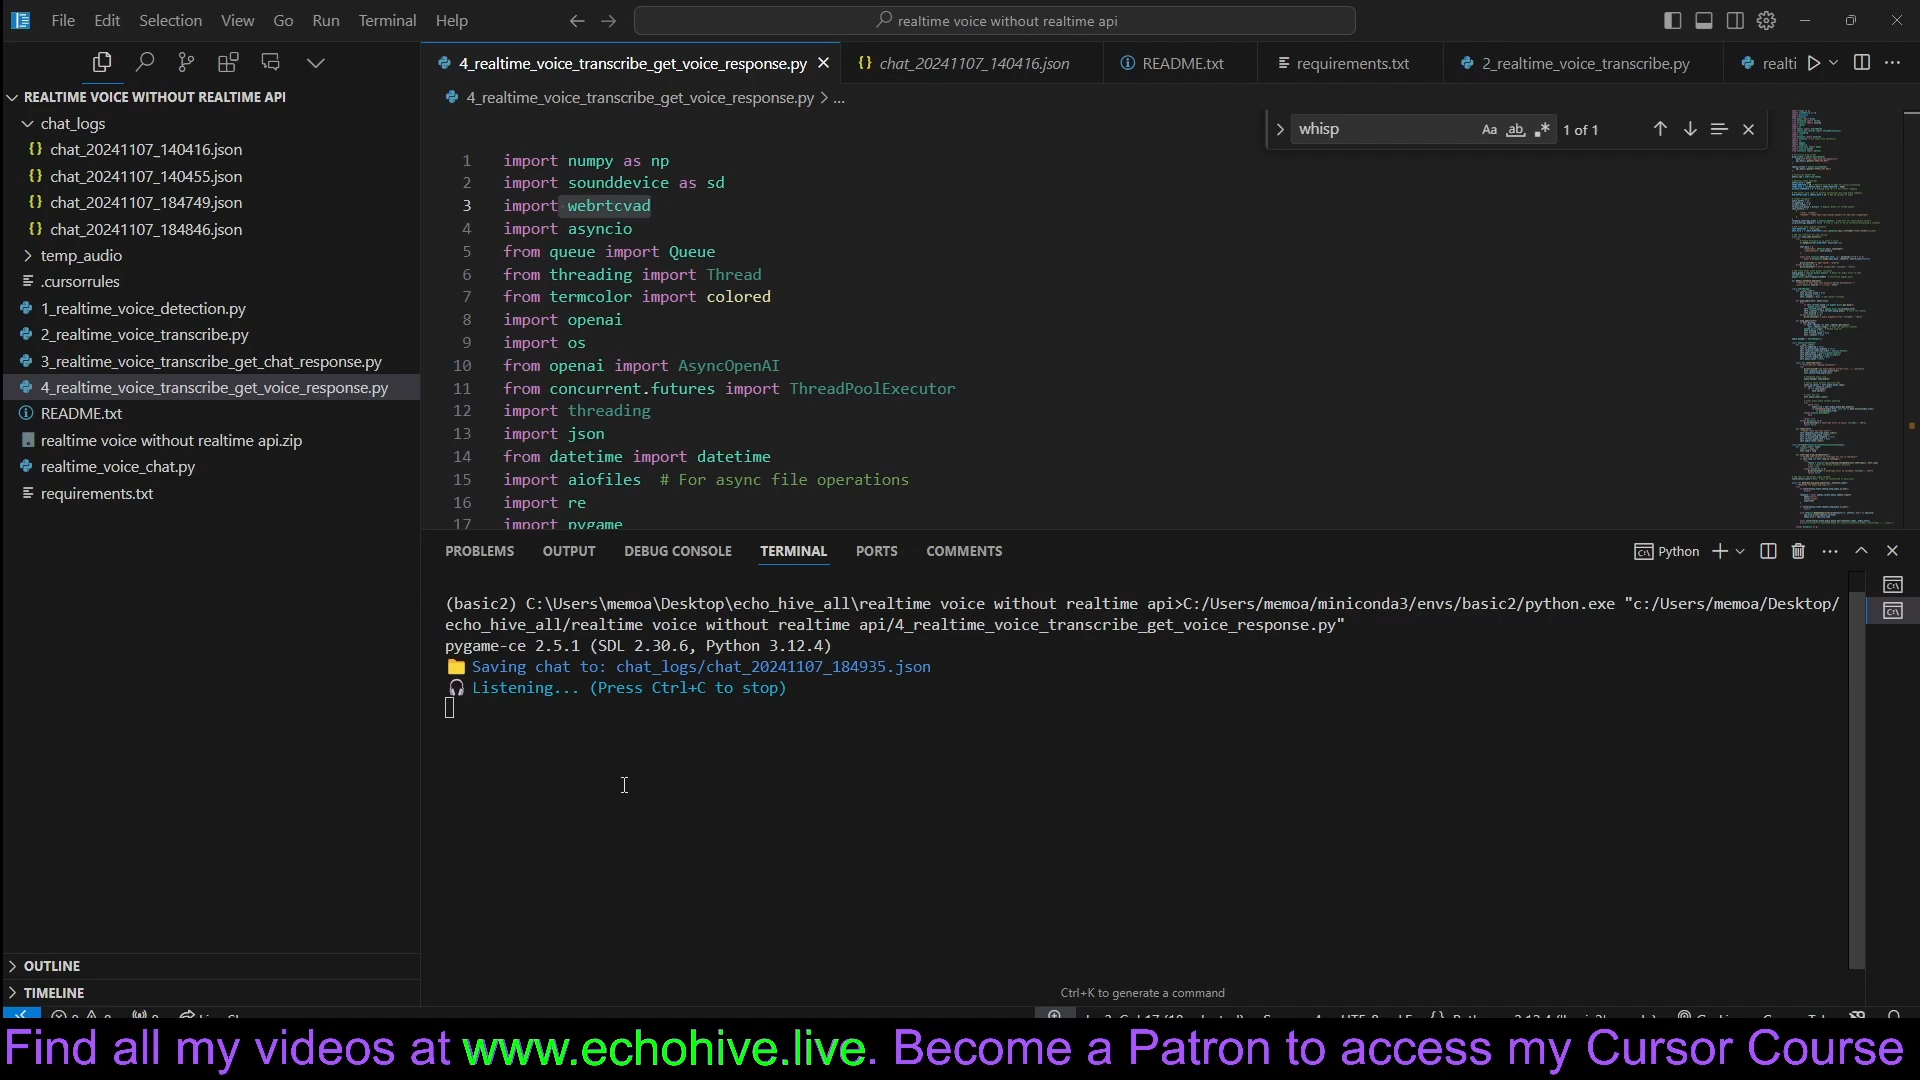 File Edit Selection View Go Run Terminal Help
realtime voice without realtime api
4_realtime_voice_transcribe_get_voice_response.py
chat_20241107_140416.json
README.txt
requirements.txt
2_realtime_voice_transcribe.py
realti
REALTIME VOICE WITHOUT REALTIME API
chat_logs
chat_20241107_140416.json
chat_20241107_140455.json
chat_20241107_184749.json
chat_20241107_184846.json
temp_audio
.cursorrules
1_realtime_voice_detection.py
2_realtime_voice_transcribe.py
3_realtime_voice_transcribe_get_chat_response.py
4_realtime_voice_transcribe_get_voice_response.py
README.txt
realtime voice without realtime api.zip
realtime_voice_chat.py
requirements.txt
OUTLINE
TIMELINE
4_realtime_voice_transcribe_get_voice_response.py > ...
whisp Aa ab 1 of 1
1 import numpy as np
2 import sounddevice as sd
3 import webrtcvad
4 import asyncio
5 from queue import Queue
6 from threading import Thread
7 from termcolor import colored
8 import openai
9 import os
10 from openai import AsyncOpenAI
11 from concurrent.futures import ThreadPoolExecutor
12 import threading
13 import json
14 from datetime import datetime
15 import aiofiles # For async file operations
16 import re
17 import pygame
PROBLEMS OUTPUT DEBUG CONSOLE TERMINAL PORTS COMMENTS
Python
(basic2) C:\Users\memoa\Desktop\echo_hive_all\realtime voice without realtime api>C:/Users/memoa/miniconda3/envs/basic2/python.exe "c:/Users/memoa/Desktop/
echo_hive_all/realtime voice without realtime api/4_realtime_voice_transcribe_get_voice_response.py"
pygame-ce 2.5.1 (SDL 2.30.6, Python 3.12.4)
Saving chat to: chat_logs/chat_20241107_184935.json
Listening... (Press Ctrl+C to stop)
Ctrl+K to generate a command
Find all my videos at www.echohive.live. Become a Patron to access my Cursor Course